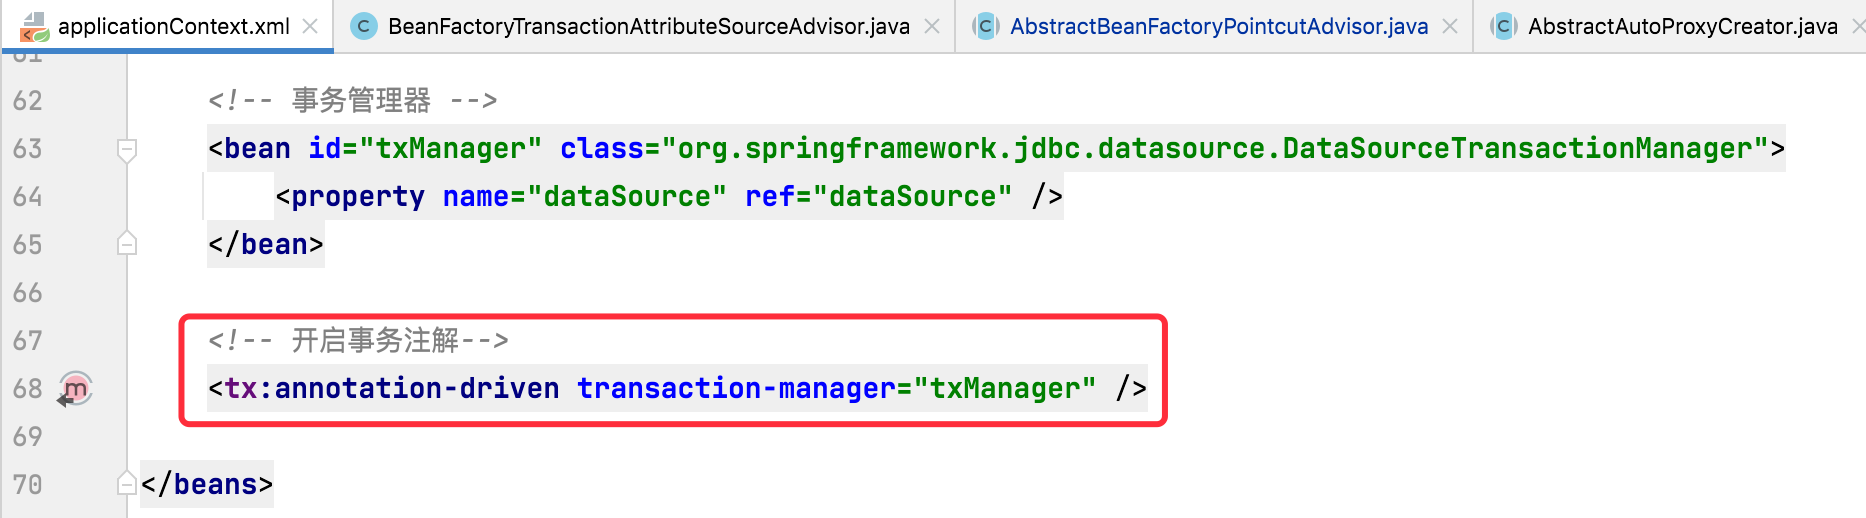 applicationContext.xml BeanFactoryTransactionAttributeSourceAdvisor.java AbstractBeanFactoryPointcutAdvisor.java AbstractAutoProxyCreator.java
61
62 <!-- 事务管理器 -->
63 <bean id="txManager" class="org.springframework.jdbc.datasource.DataSourceTransactionManager">
64 <property name="dataSource" ref="dataSource" />
65 </bean>
66
67 <!-- 开启事务注解-->
68 <tx:annotation-driven transaction-manager="txManager" />
69
70 </beans>